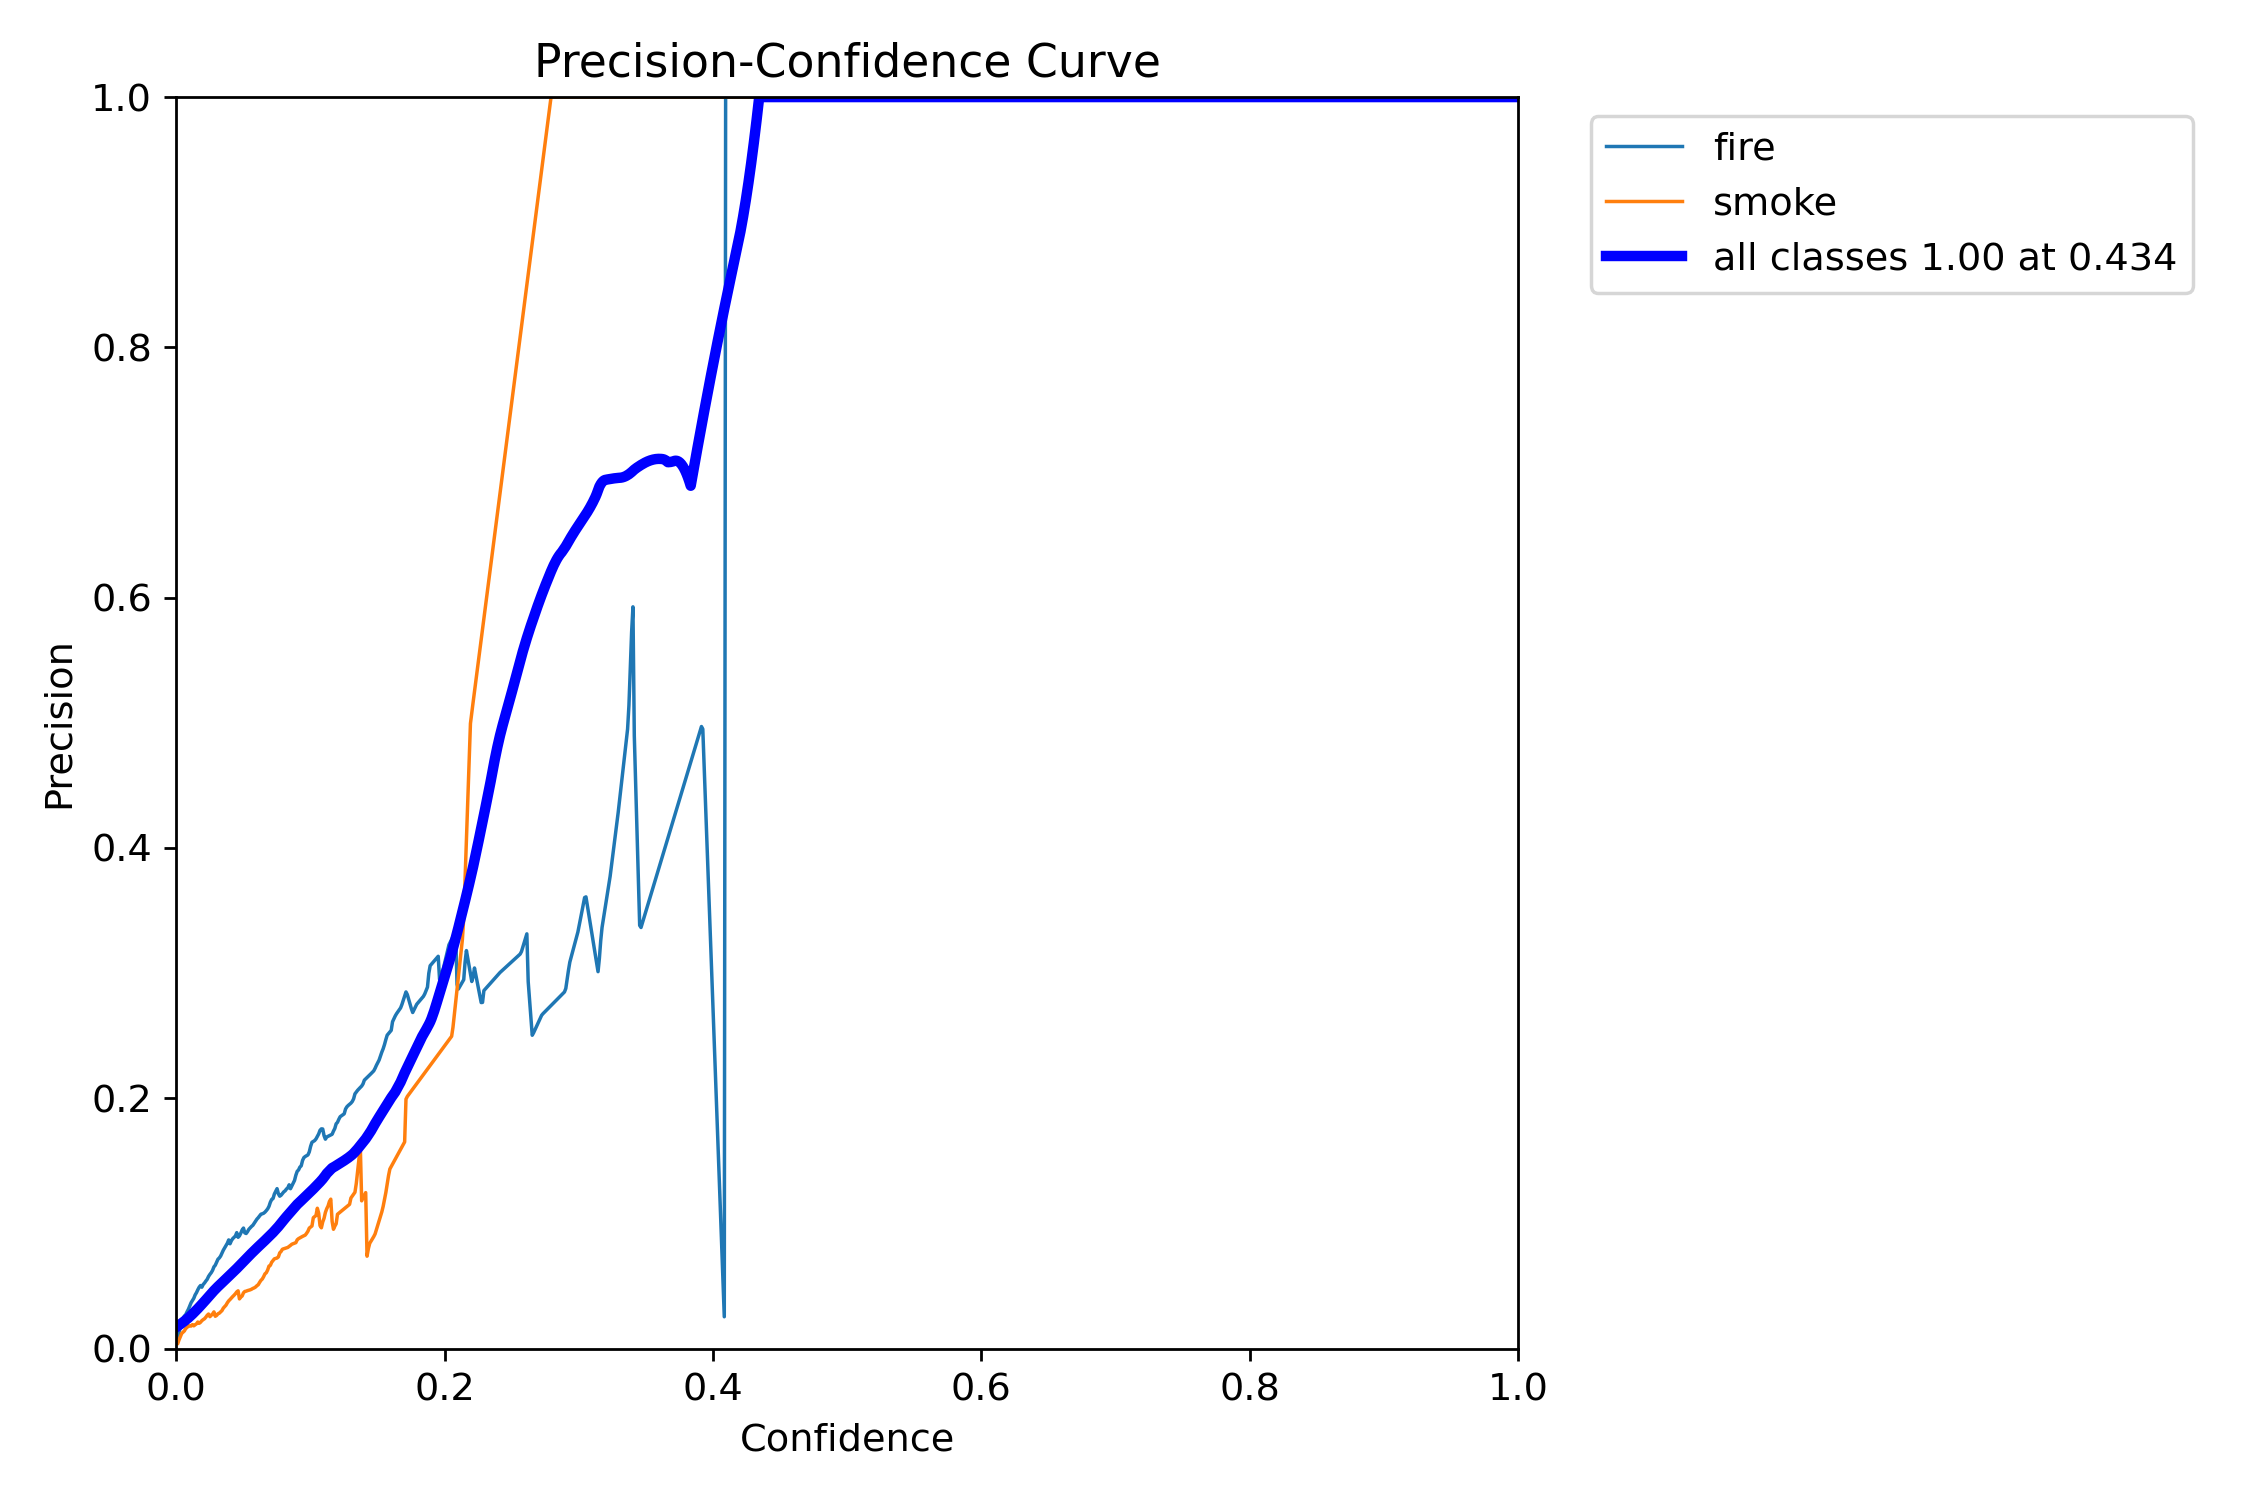 Precision-Confidence Curve
1.0
0.8
0.6
0.4
0.2
0.0
Precision
0.0 0.2 0.4 0.6 0.8 1.0
Confidence
fire
smoke
all classes 1.00 at 0.434